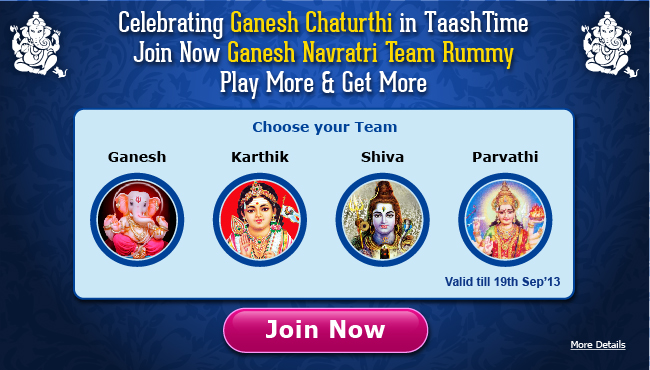 Celebrating Ganesh Chaturthi in TaashTime
Join Now Ganesh Navratri Team Rummy
Play More & Get More
Choose your Team
Ganesh Karthik Shiva Parvathi
Valid till 19th Sep'13
Join Now
More Details